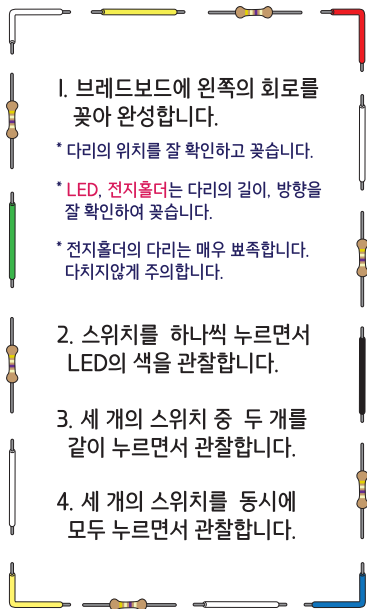 1. 브레드보드에 왼쪽의 회로를
꽂아 완성합니다.
* 다리의 위치를 잘 확인하고 꽂습니다.
* LED, 전지홀더는 다리의 길이, 방향을
잘 확인하여 꽂습니다.
* 전지홀더의 다리는 매우 뾰족합니다.
다치지않게 주의합니다.
2. 스위치를 하나씩 누르면서
LED의 색을 관찰합니다.
3. 세 개의 스위치 중 두 개를
같이 누르면서 관찰합니다.
4. 세 개의 스위치를 동시에
모두 누르면서 관찰합니다.